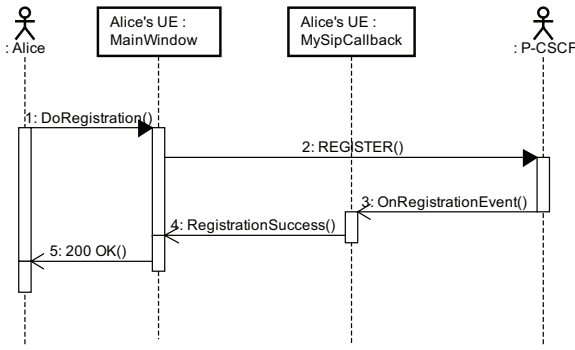 : Alice
Alice's UE :
MainWindow
Alice's UE :
MySipCallback
: P-CSCF
1: DoRegistration()
2: REGISTER()
3: OnRegistrationEvent()
4: RegistrationSuccess()
5: 200 OK()